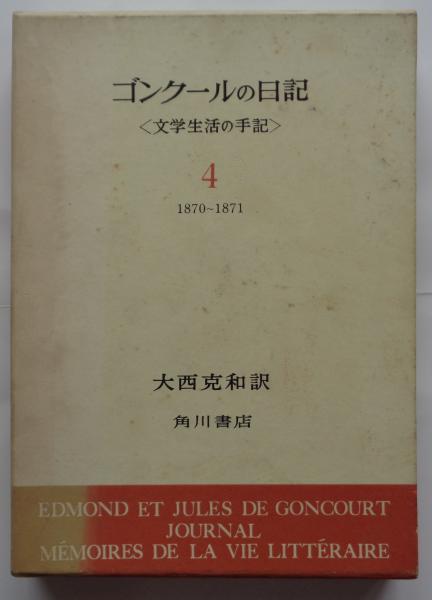 ゴンクールの日記
〈文学生活の手記〉
4
1870~1871
大西克和訳
角川書店
EDMOND ET JULES DE GONCOURT
JOURNAL
MÉMOIRES DE LA VIE LITTÉRAIRE